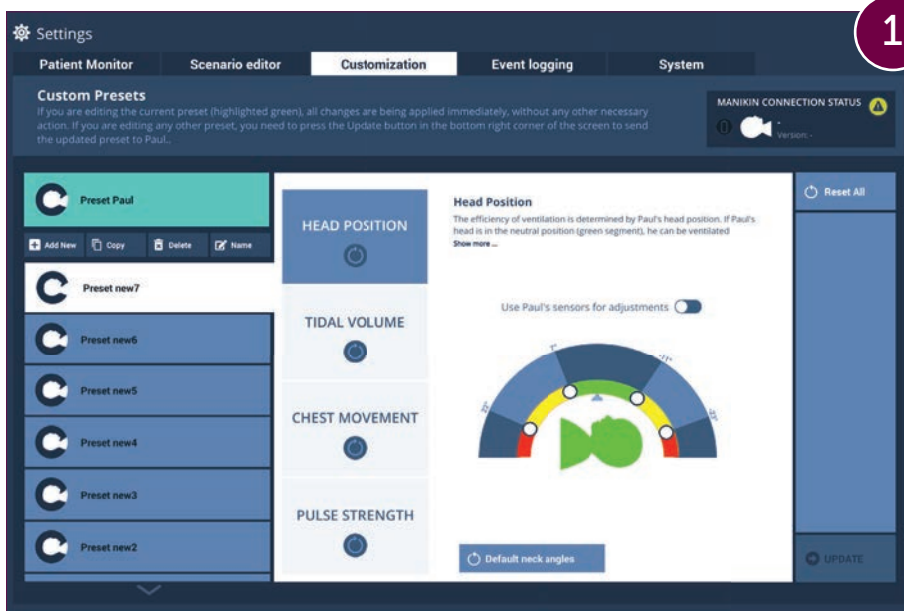 1
Settings
Patient Monitor
Scenario editor
Customization
Event logging
System
Custom Presets
If you are editing the current preset (highlighted green), all changes are being applied immediately, without any other necessary
action. If you are editing any other preset, you need to press the Update button in the bottom right corner of the screen to send
the updated preset to Paul..
MANIKIN CONNECTION STATUS
-
Version: -
Preset Paul
Add New
Copy
Delete
Name
Preset new7
Preset new6
Preset new5
Preset new4
Preset new3
Preset new2
HEAD POSITION
TIDAL VOLUME
CHEST MOVEMENT
PULSE STRENGTH
Head Position
The efficiency of ventilation is determined by Paul's head position. If Paul's
head is in the neutral position (green segment), he can be ventilated
Show more ...
Use Paul's sensors for adjustments
22°
7°
-11°
-23°
Default neck angles
Reset All
UPDATE